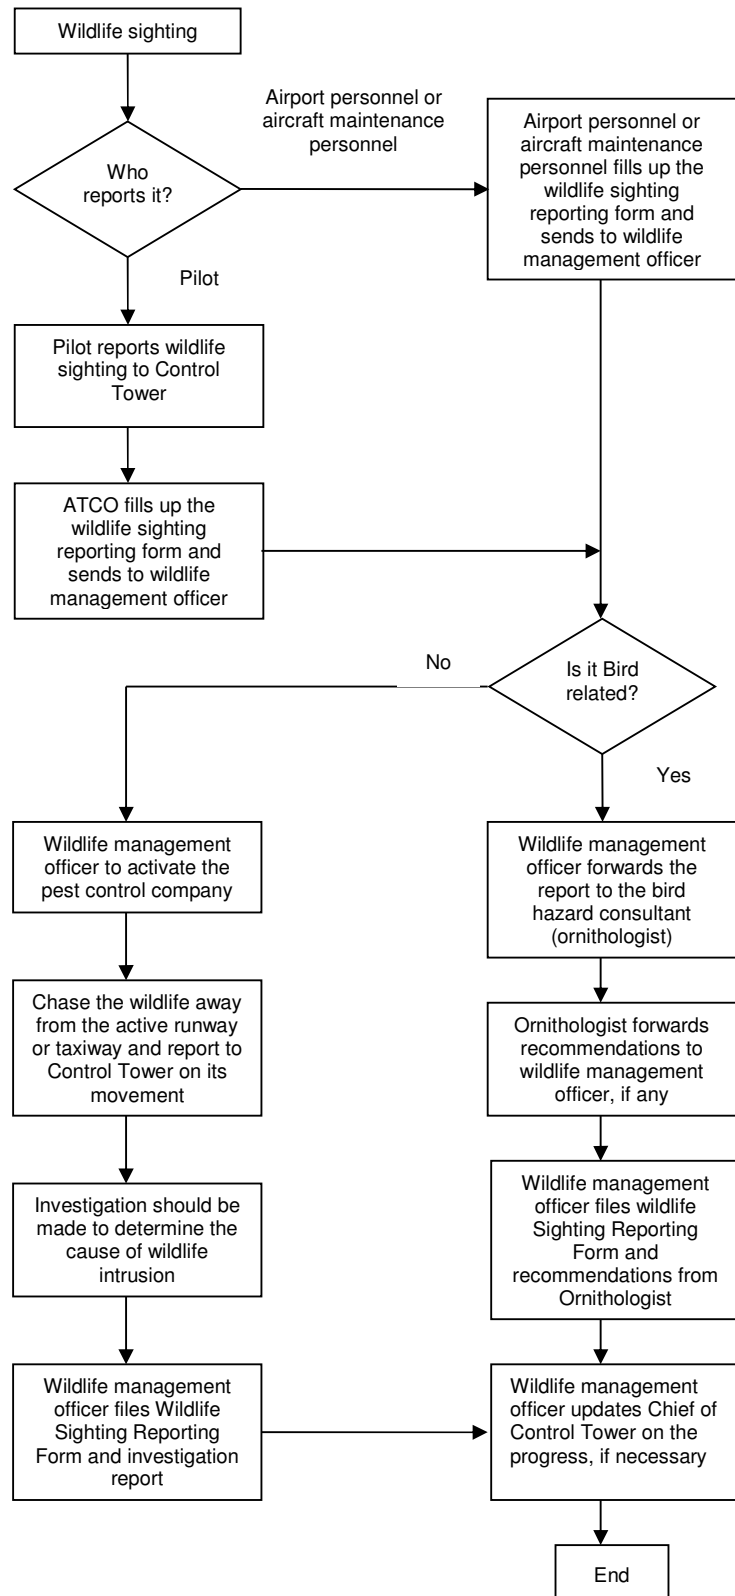 Wildlife sighting
Who
reports it?
Airport personnel or
aircraft maintenance
personnel
Airport personnel or
aircraft maintenance
personnel fills up the
wildlife sighting
reporting form and
sends to wildlife
management officer
Pilot
Pilot reports wildlife
sighting to Control
Tower
ATCO fills up the
wildlife sighting
reporting form and
sends to wildlife
management officer
Is it Bird
related?
No
Yes
Wildlife management
officer to activate the
pest control company
Chase the wildlife away
from the active runway
or taxiway and report to
Control Tower on its
movement
Investigation should be
made to determine the
cause of wildlife
intrusion
Wildlife management
officer files Wildlife
Sighting Reporting
Form and investigation
report
Wildlife management
officer forwards the
report to the bird
hazard consultant
(ornithologist)
Ornithologist forwards
recommendations to
wildlife management
officer, if any
Wildlife management
officer files wildlife
Sighting Reporting
Form and
recommendations from
Ornithologist
Wildlife management
officer updates Chief of
Control Tower on the
progress, if necessary
End